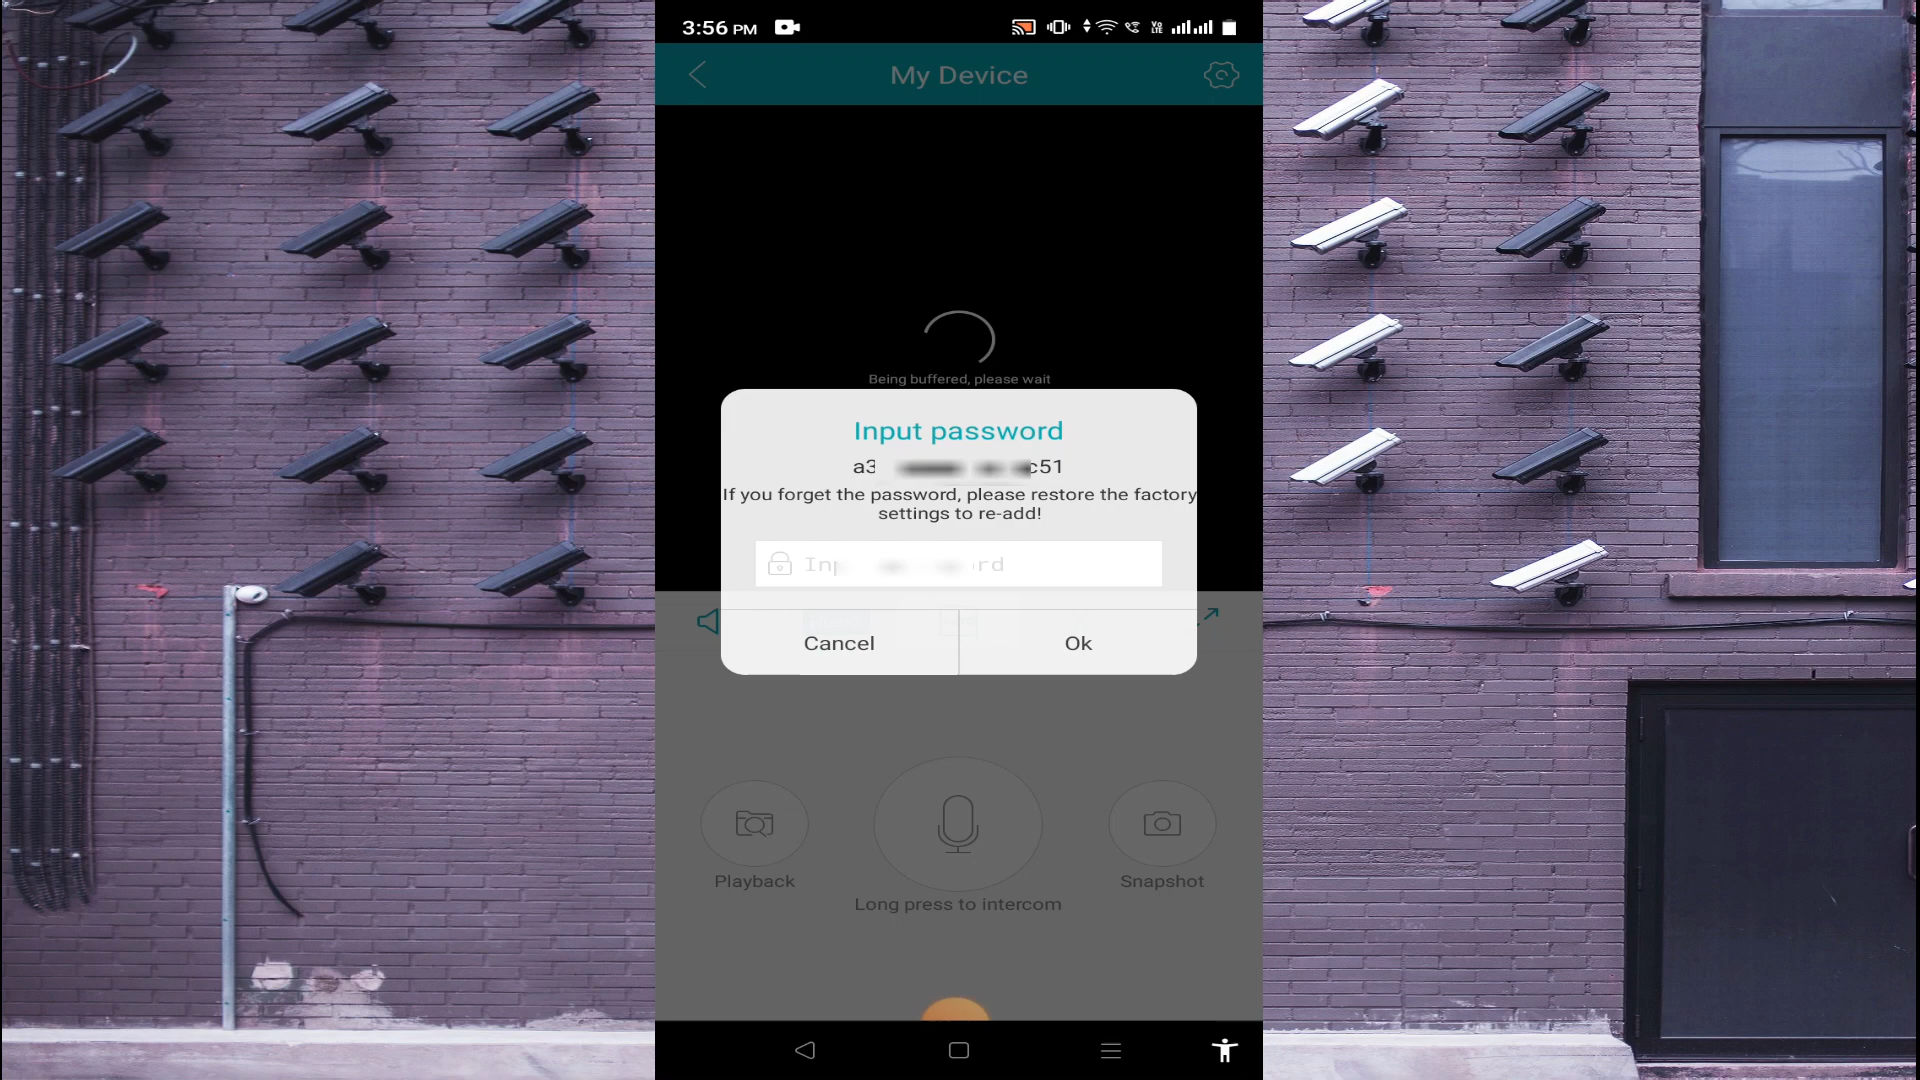 3:56 PM
My Device
Being buffered, please wait
Input password
a3 c51
If you forget the password, please restore the factory
settings to re-add!
Cancel
Ok
Playback
Snapshot
Long press to intercom